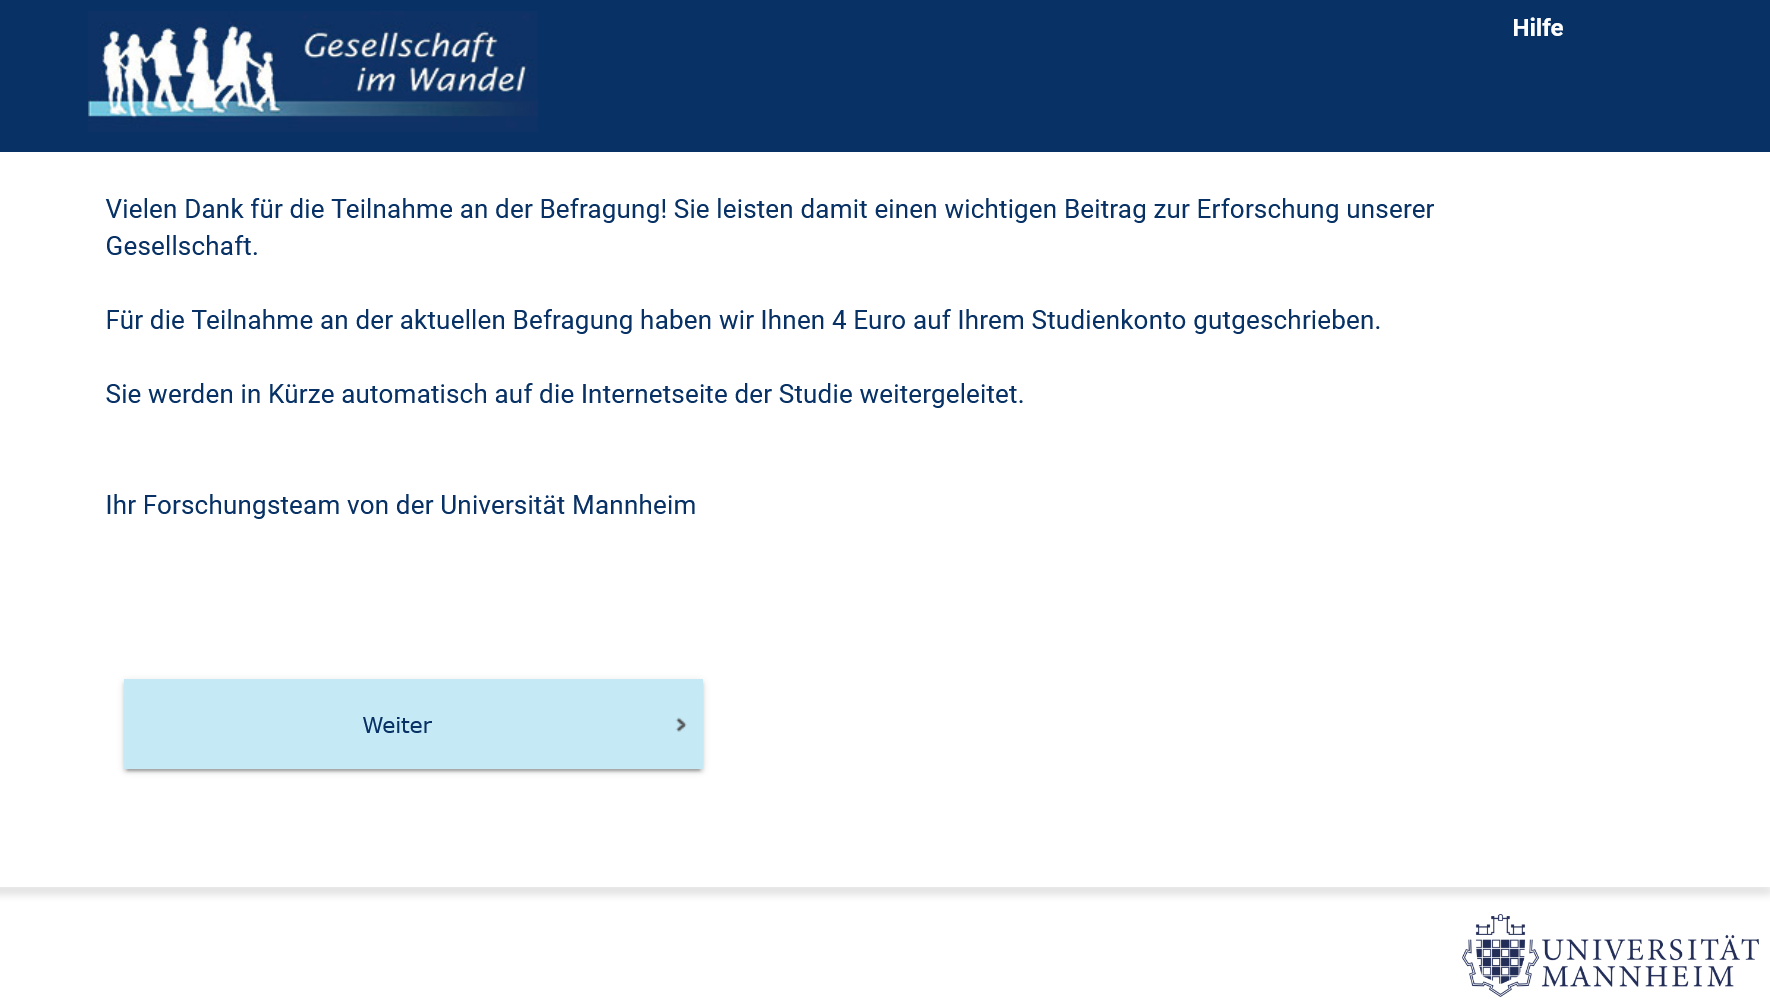 Gesellschaft
im Wandel
Hilfe
Vielen Dank für die Teilnahme an der Befragung! Sie leisten damit einen wichtigen Beitrag zur Erforschung unserer
Gesellschaft.
Für die Teilnahme an der aktuellen Befragung haben wir Ihnen 4 Euro auf Ihrem Studienkonto gutgeschrieben.
Sie werden in Kürze automatisch auf die Internetseite der Studie weitergeleitet.
Ihr Forschungsteam von der Universität Mannheim
Weiter
UNIVERSITÄT
MANNHEIM